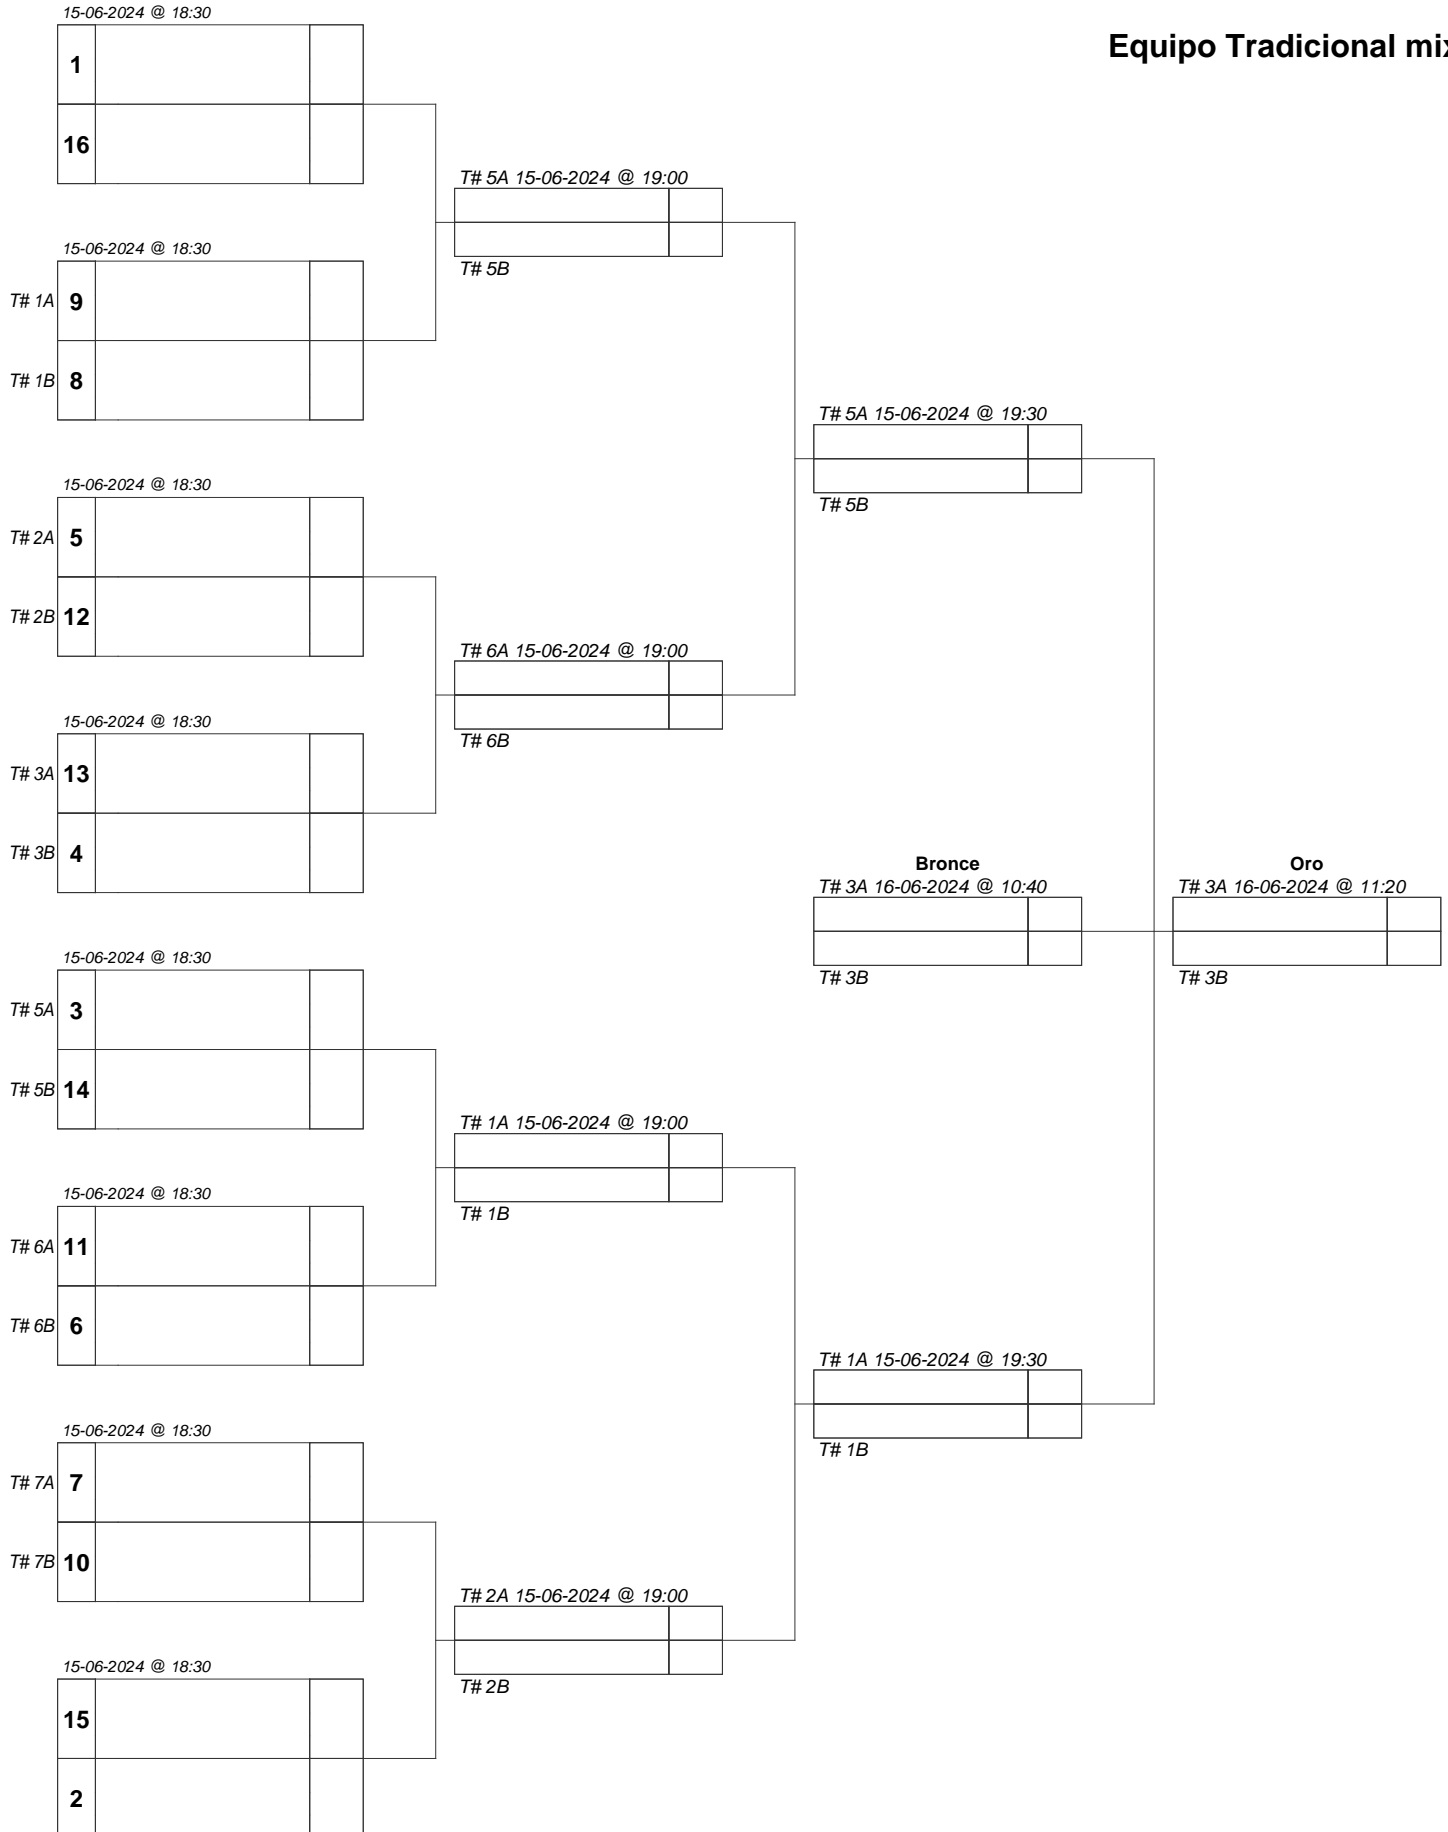 15-06-2024 @ 18:30
Equipo Tradicional
1
16
T# 5A 15-06-2024 @ 19:00
T# 5B
15-06-2024 @ 18:30
T# 1A 9
T# 1B 8
T# 5A 15-06-2024 @ 19:30
T# 5B
15-06-2024 @ 18:30
T# 2A 5
T# 2B 12
T# 6A 15-06-2024 @ 19:00
T# 6B
15-06-2024 @ 18:30
T# 3A 13
T# 3B 4
Bronce
T# 3A 16-06-2024 @ 10:40
T# 3B
Oro
T# 3A 16-06-2024 @ 11:20
T# 3B
15-06-2024 @ 18:30
T# 5A 3
T# 5B 14
T# 1A 15-06-2024 @ 19:00
T# 1B
15-06-2024 @ 18:30
T# 6A 11
T# 6B 6
T# 1A 15-06-2024 @ 19:30
T# 1B
15-06-2024 @ 18:30
T# 7A 7
T# 7B 10
T# 2A 15-06-2024 @ 19:00
T# 2B
15-06-2024 @ 18:30
15
2